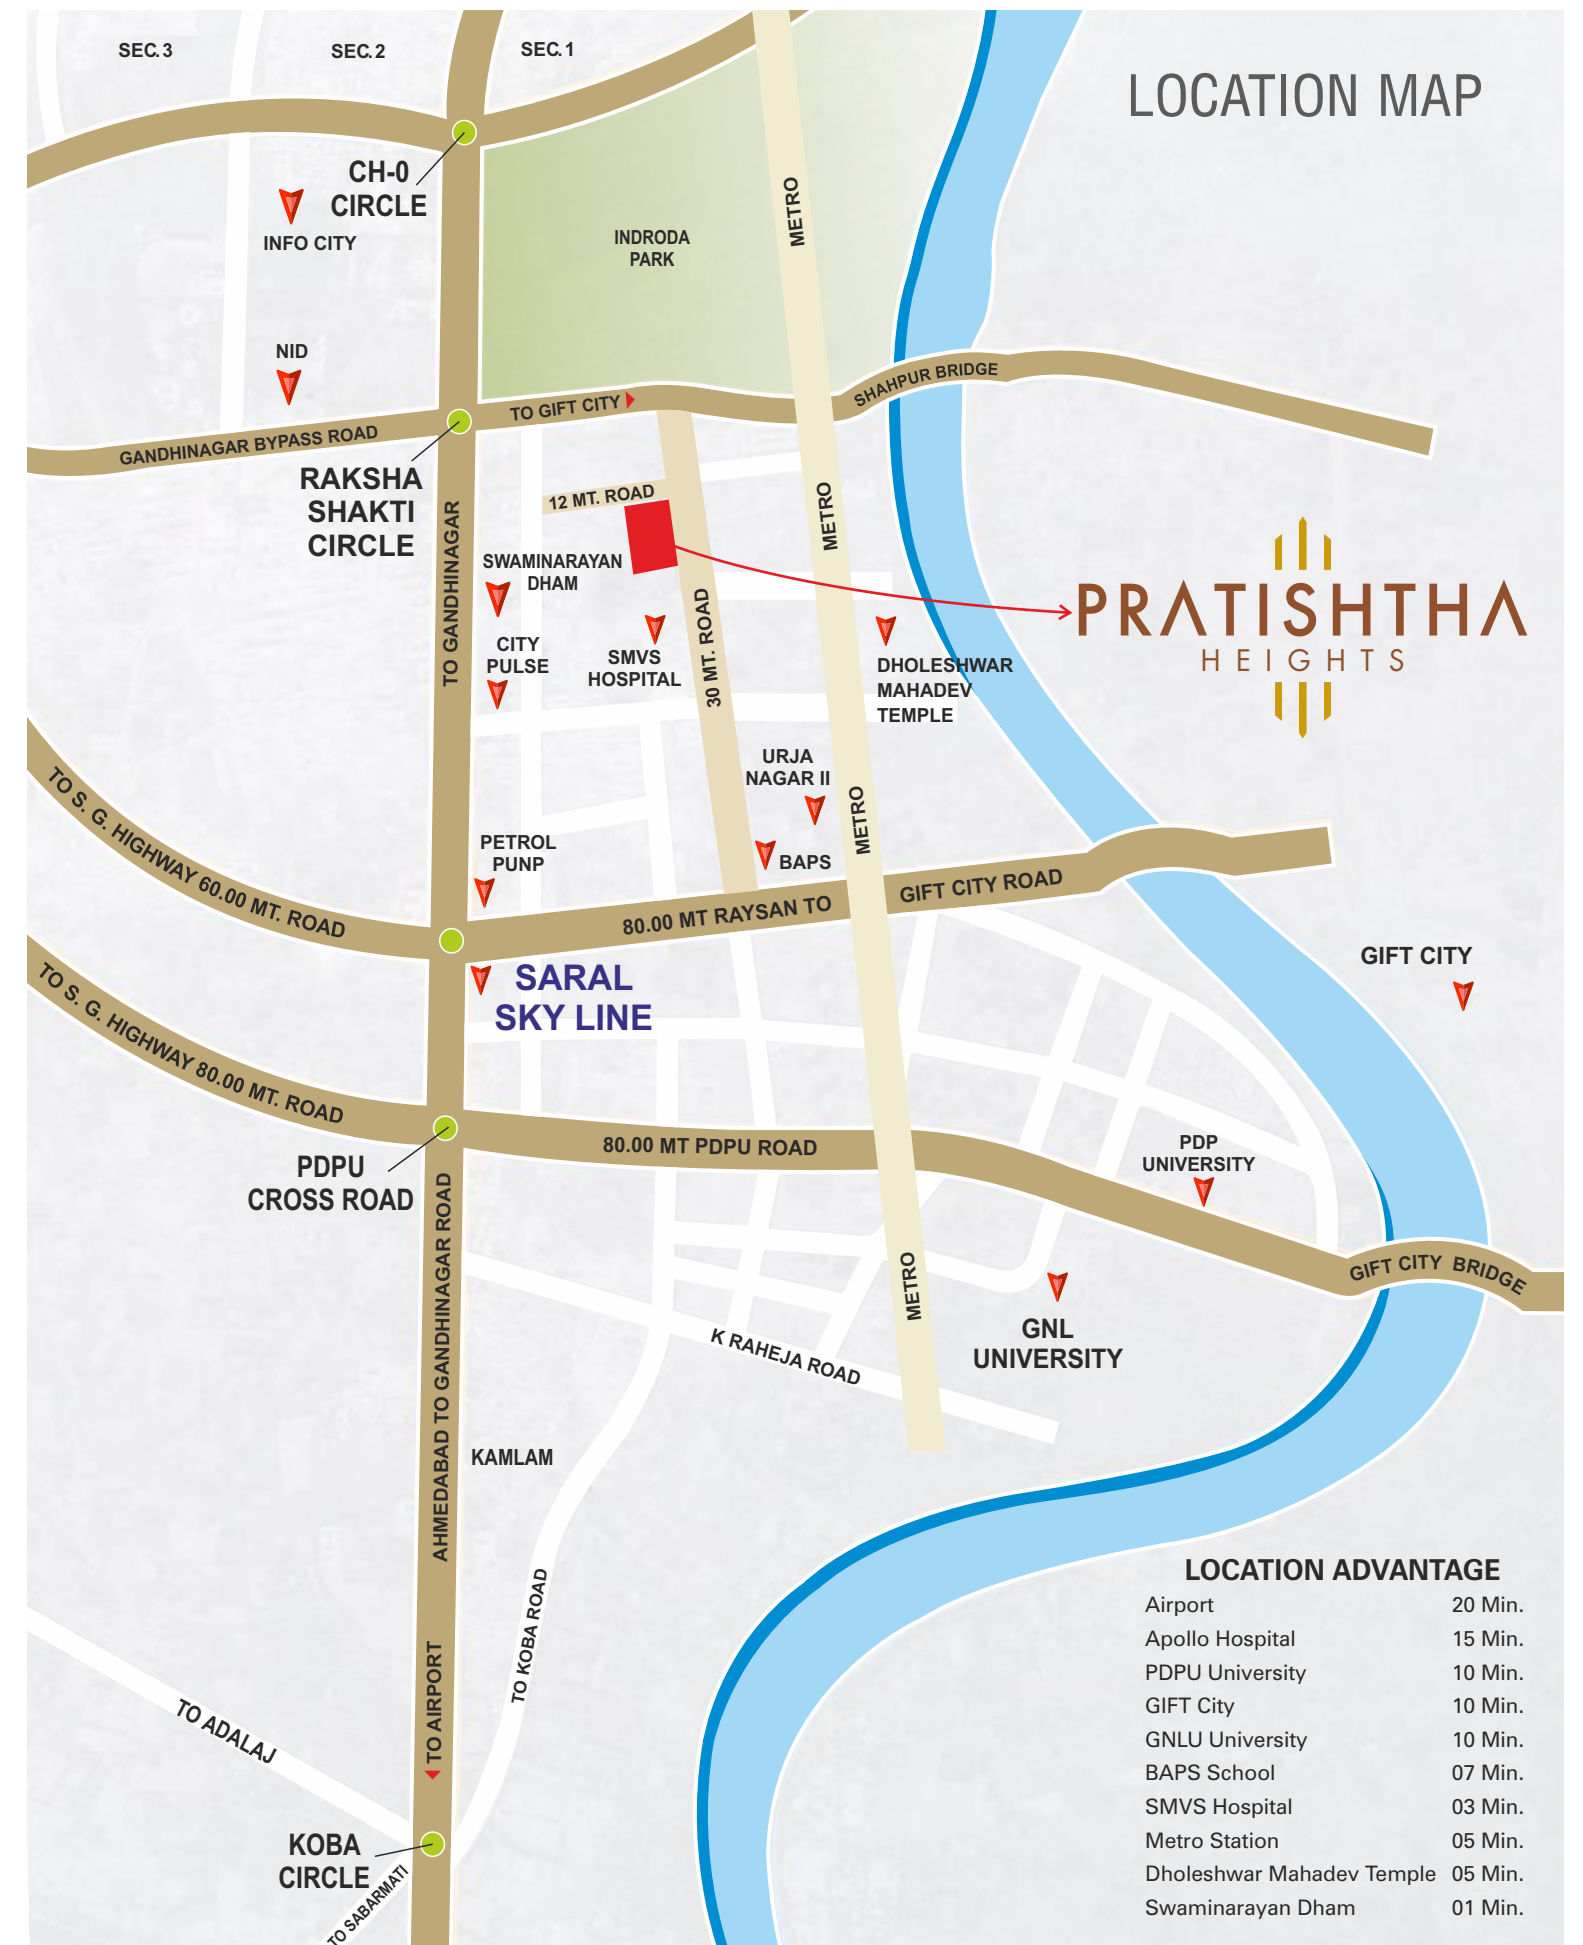 SEC. 3
SEC. 2
SEC. 1
LOCATION MAP
CH-0
CIRCLE
INFO CITY
INDRODA
PARK
METRO
NID
GANDHINAGAR BYPASS ROAD
TO GIFT CITY
SHAHPUR BRIDGE
RAKSHA
SHAKTI
CIRCLE
12 MT. ROAD
METRO
TO GANDHINAGAR
SWAMINARAYAN
DHAM
CITY
PULSE
SMVS
HOSPITAL
30 MT. ROAD
DHOLESHWAR
MAHADEV
TEMPLE
PRATISHTHA
HEIGHTS
URJA
NAGAR II
BAPS
METRO
PETROL
PUNP
TO S. G. HIGHWAY 60.00 MT. ROAD
80.00 MT RAYSAN TO
GIFT CITY ROAD
SARAL
SKY LINE
GIFT CITY
TO S. G. HIGHWAY 80.00 MT. ROAD
PDPU
CROSS ROAD
80.00 MT PDPU ROAD
PDP
UNIVERSITY
GIFT CITY BRIDGE
METRO
GNL
UNIVERSITY
K RAHEJA ROAD
AHMEDABAD TO GANDHINAGAR ROAD
KAMLAM
TO KOBA ROAD
TO AIRPORT
TO ADALAJ
KOBA
CIRCLE
TO SABARMATI
LOCATION ADVANTAGE
Airport 20 Min.
Apollo Hospital 15 Min.
PDPU University 10 Min.
GIFT City 10 Min.
GNLU University 10 Min.
BAPS School 07 Min.
SMVS Hospital 03 Min.
Metro Station 05 Min.
Dholeshwar Mahadev Temple 05 Min.
Swaminarayan Dham 01 Min.